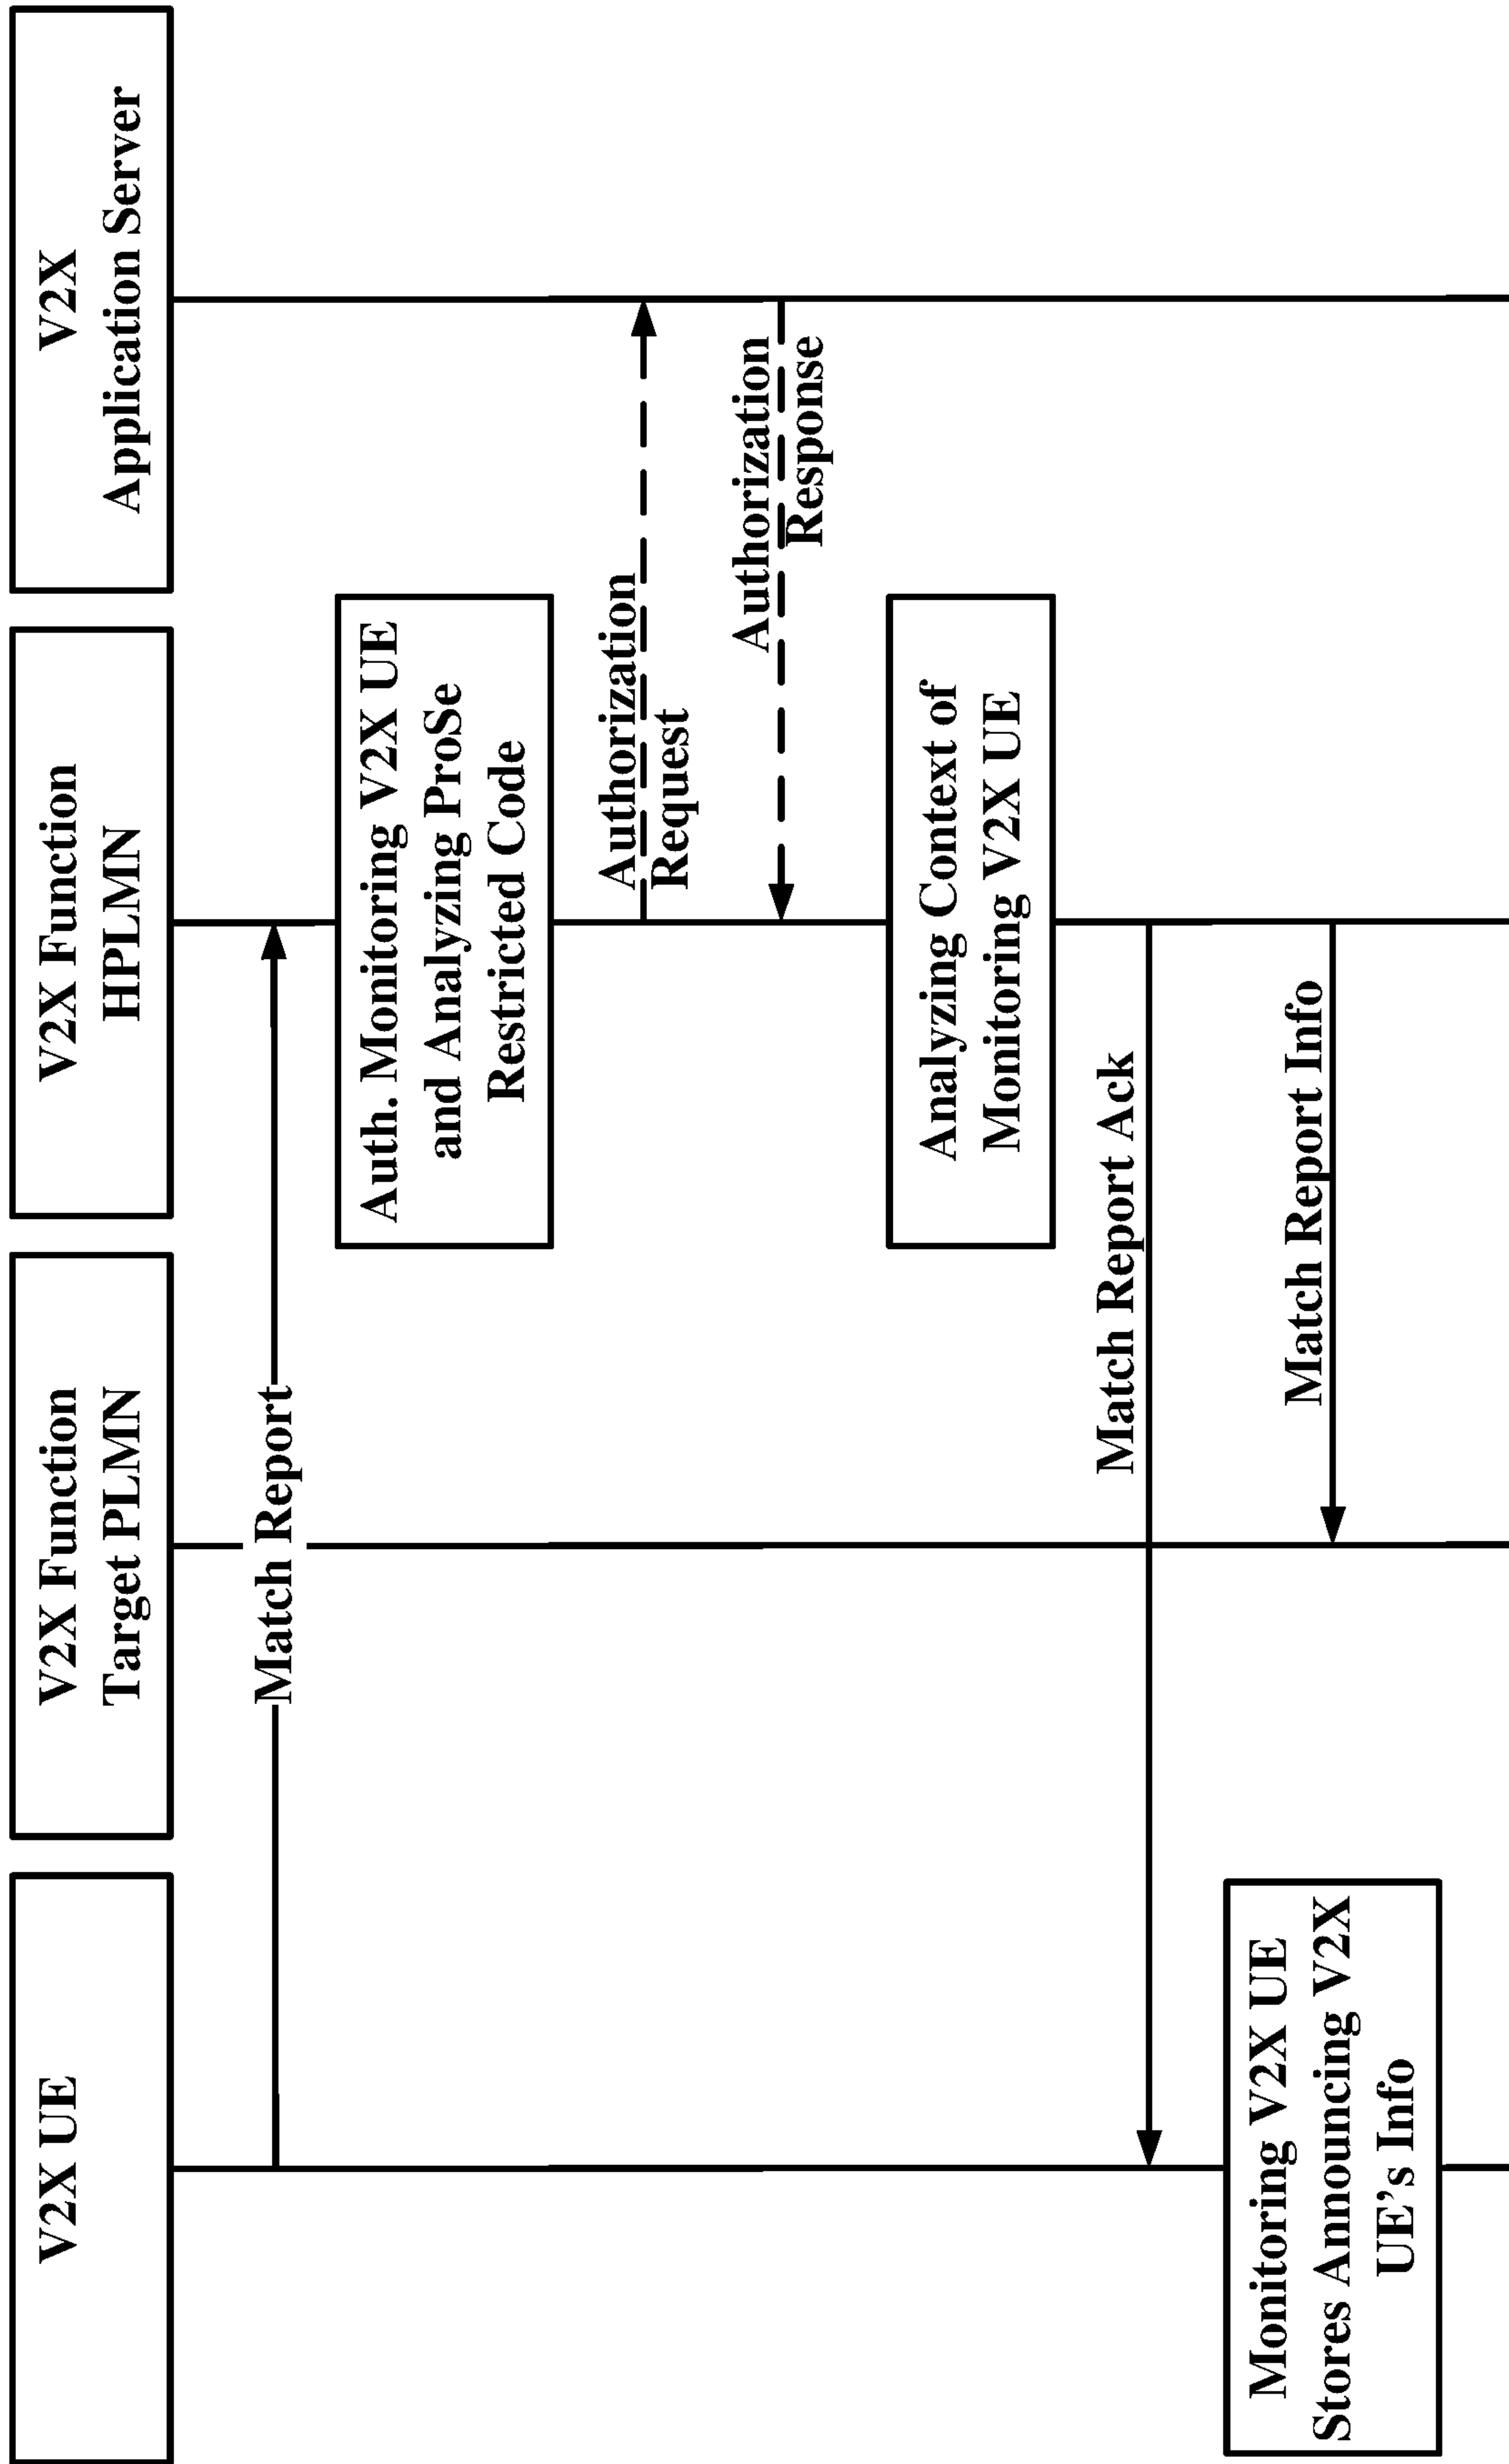 V2X UE
V2X Function
Target PLMN
V2X Function
HPLMN
V2X
Application Server
Match Report
Auth. Monitoring V2X UE
and Analyzing ProSe
Restricted Code
Authorization
Request
Authorization
Response
Analyzing Context of
Monitoring V2X UE
Match Report Ack
Monitoring V2X UE
Stores Announcing V2X
UE's Info
Match Report Info